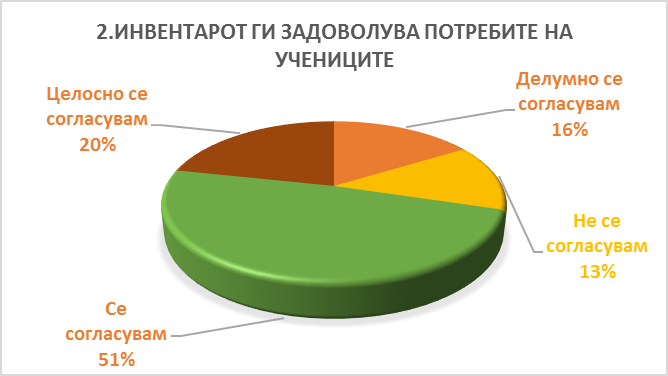 2.ИНВЕНТАРОТ ГИ ЗАДОВОЛУВА ПОТРЕБИТЕ НА
УЧЕНИЦИТЕ
Целосно се
согласувам
20%
Делумно се
согласувам
16%
Не се
согласувам
13%
Се
согласувам
51%